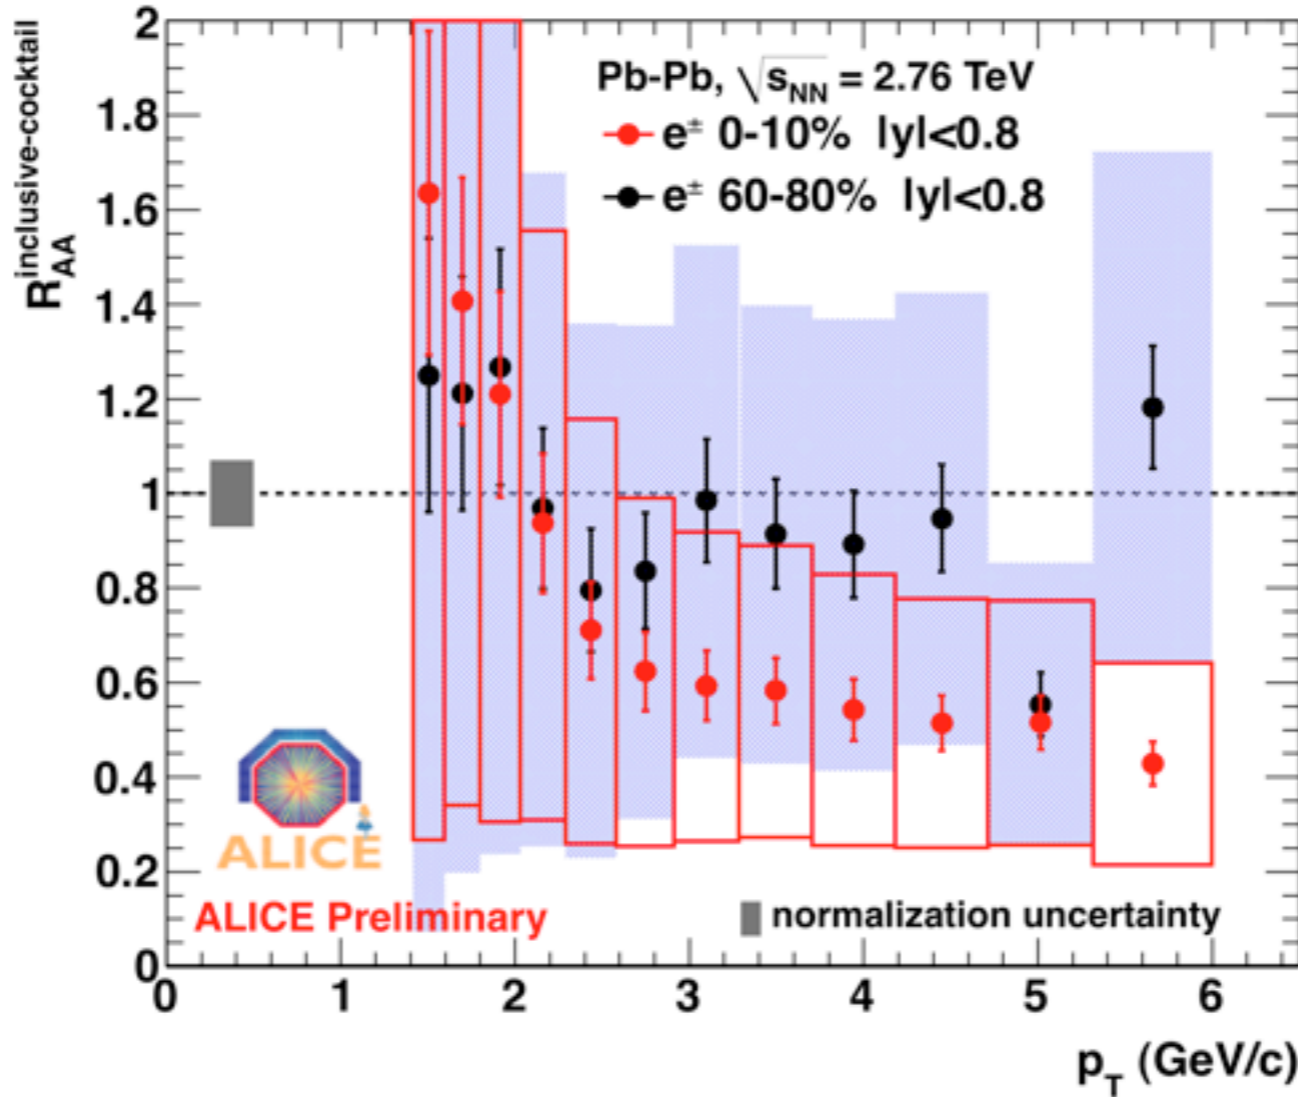 R_AA^inclusive-cocktail
Pb-Pb, √s_NN = 2.76 TeV
e± 0-10% |y|<0.8
e± 60-80% |y|<0.8
2
1.8
1.6
1.4
1.2
1
0.8
0.6
0.4
0.2
0
ALICE
ALICE Preliminary
normalization uncertainty
0 1 2 3 4 5 6
p_T (GeV/c)